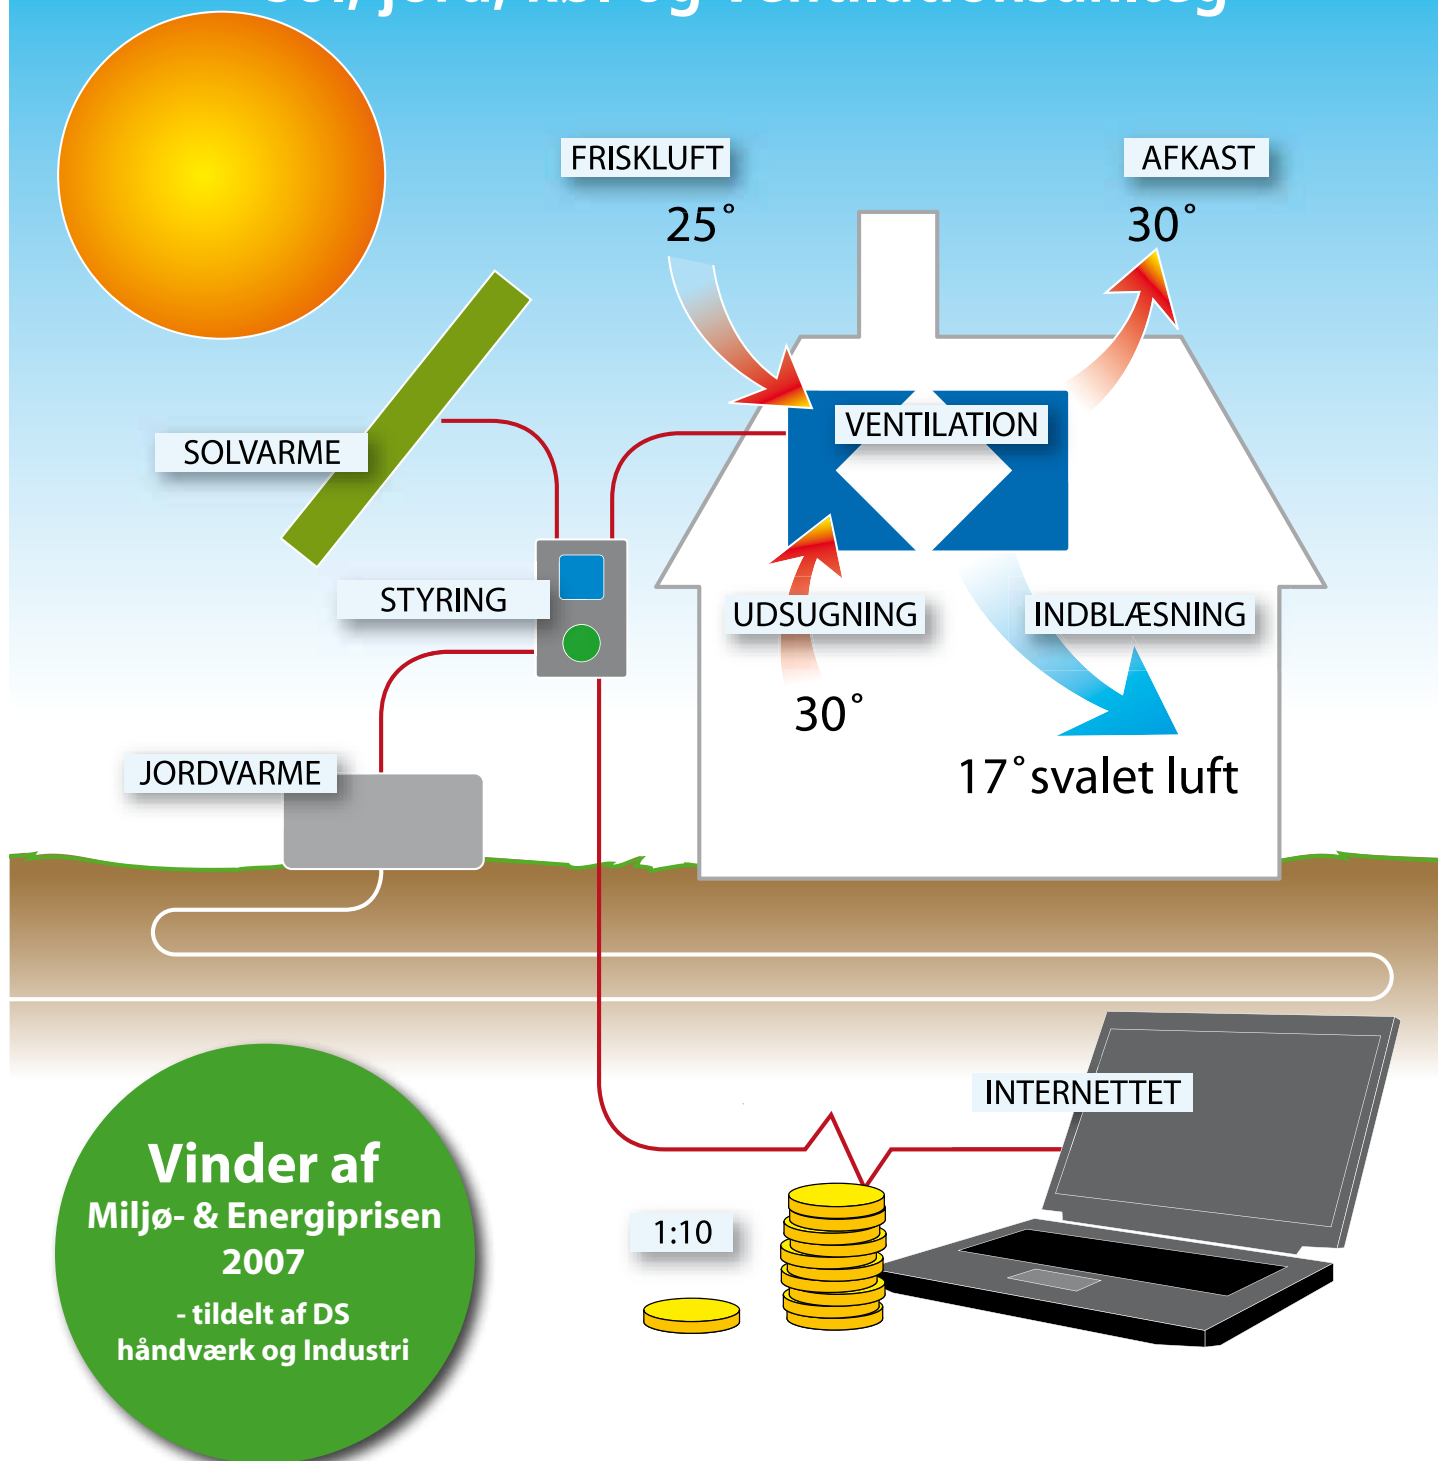 og
FRISKLUFT
25°
AFKAST
30°
VENTILATION
SOLVARME
STYRING
UDSUGNING
30°
INDBLÆSNING
17° svalet luft
JORDVARME
INTERNETTET
1:10
Vinder af
Miljø- & Energiprisen
2007
- tildelt af DS
håndværk og Industri